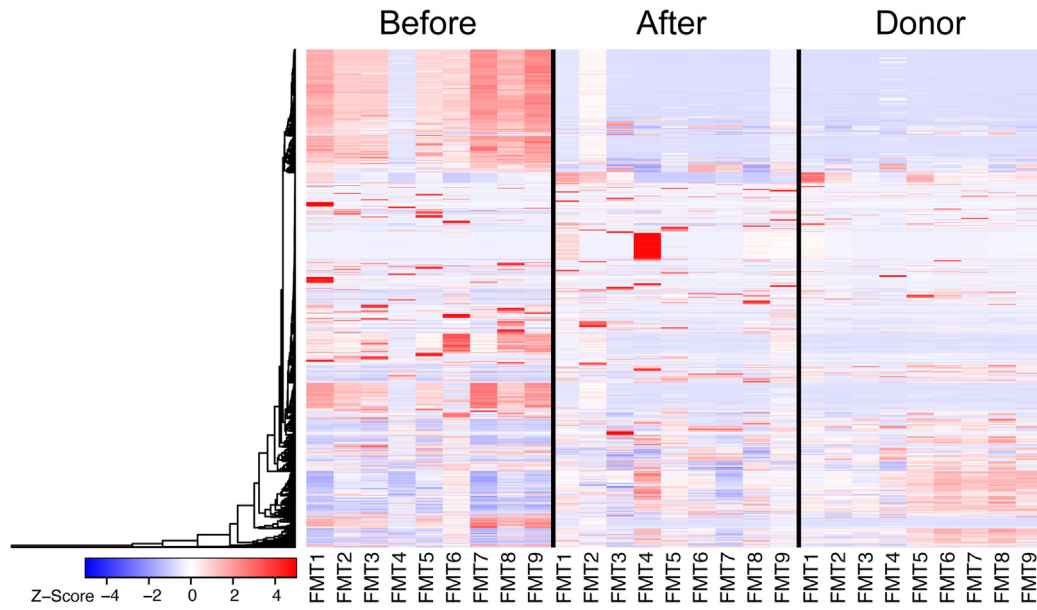 Before After Donor
Z-Score −4 −2 0 2 4
FMT1 FMT2 FMT3 FMT4 FMT5 FMT6 FMT7 FMT8 FMT9 FMT1 FMT2 FMT3 FMT4 FMT5 FMT6 FMT7 FMT8 FMT9 FMT1 FMT2 FMT3 FMT4 FMT5 FMT6 FMT7 FMT8 FMT9